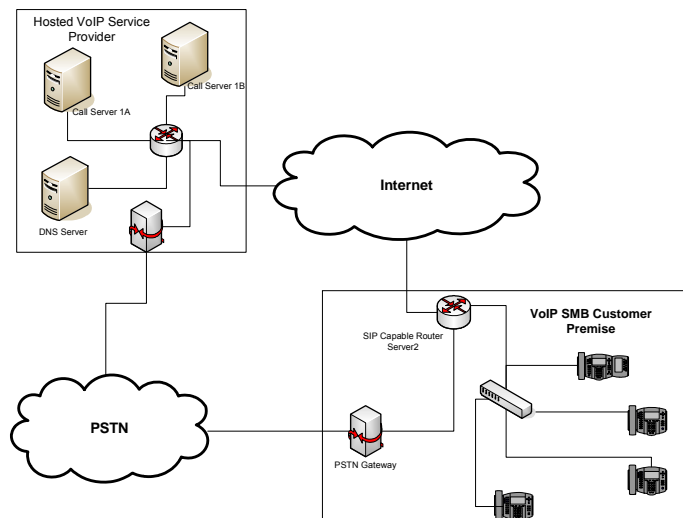 Hosted VoIP Service
Provider
Call Server 1B
Call Server 1A
DNS Server
Internet
VoIP SMB Customer
Premise
SIP Capable Router
Server2
PSTN
PSTN Gateway